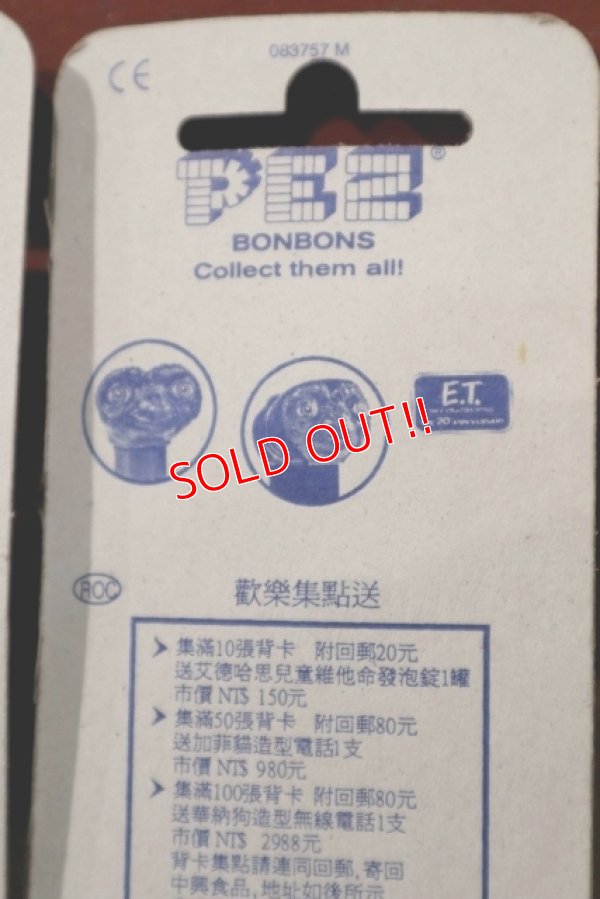 083757 M
CE
PEZ®
BONBONS
Collect them all!
E.T.
20TH ANNIVERSARY
SOLD OUT!!
ROC
歡樂集點送
集滿10張背卡 附回郵20元
送艾德哈思兒童維他命發泡錠1罐
市價 NT$ 150元
集滿50張背卡 附回郵80元
送加菲貓造型電話1支
市價 NT$ 980元
集滿100張背卡 附回郵80元
送華納狗造型無線電話1支
市價 NT$ 2988元
背卡集點請連同回郵,寄回
中興食品,地址如後所示